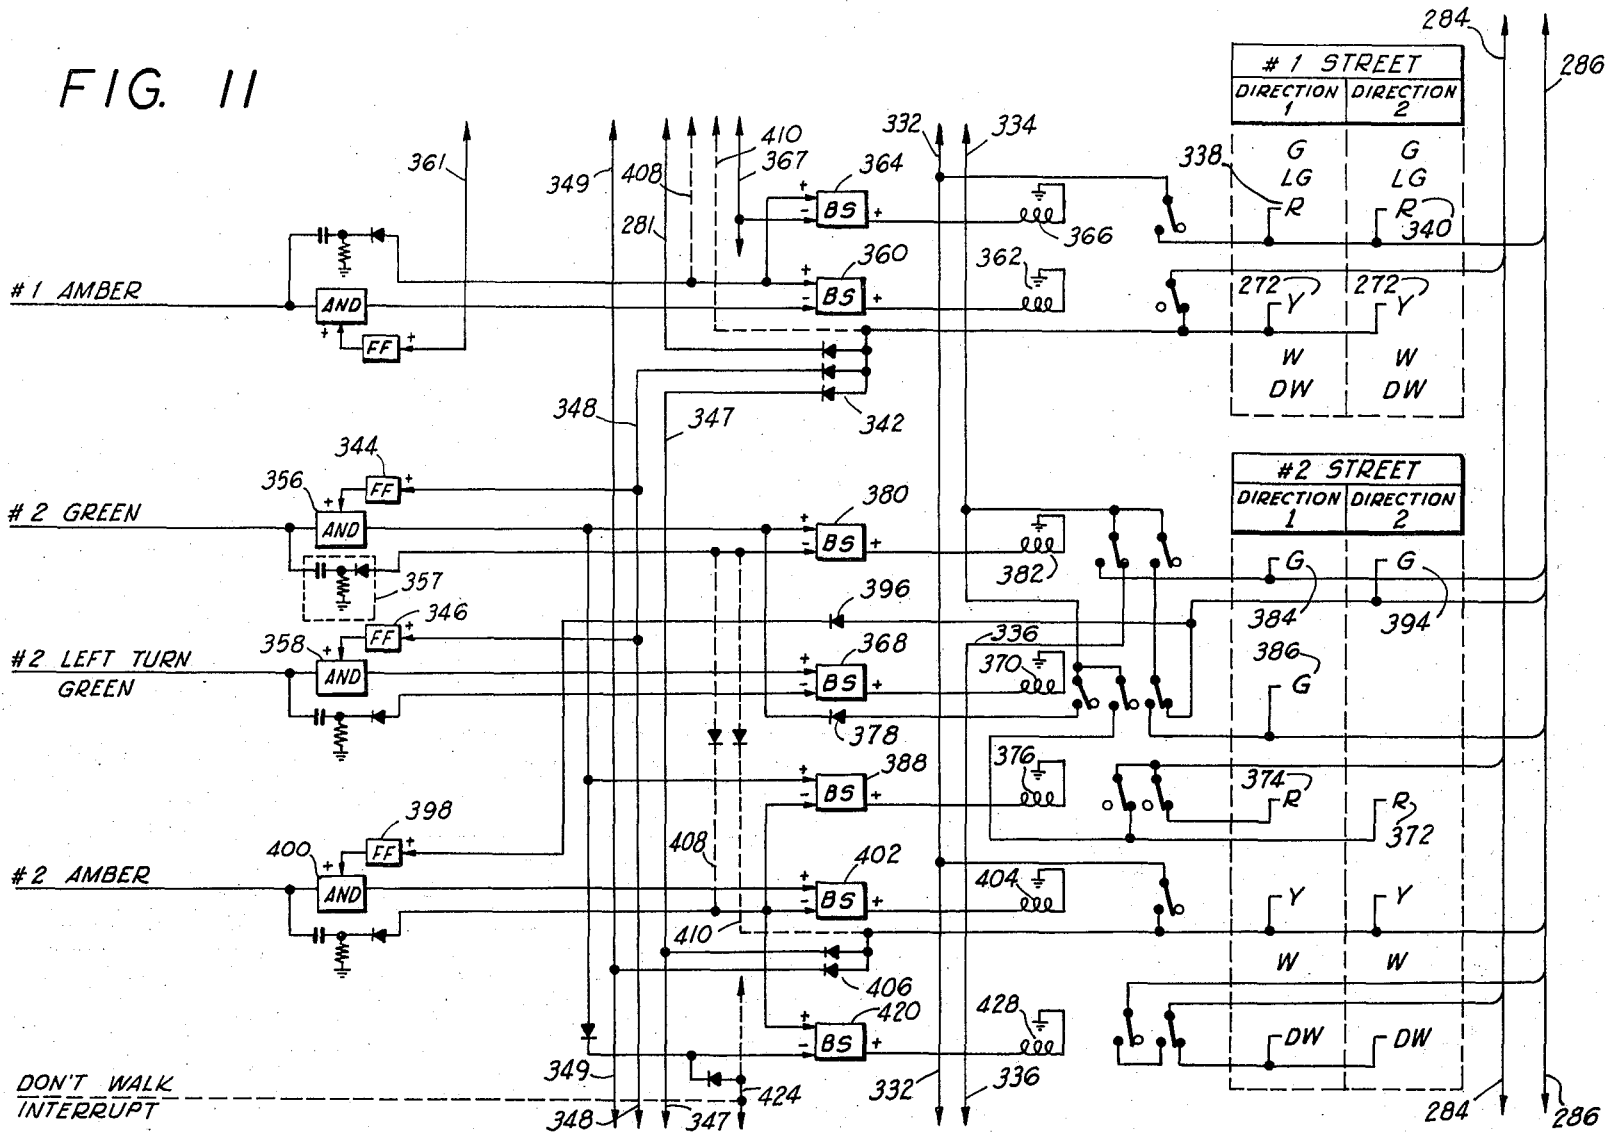 FIG. 11
284
286
# 1 STREET
DIRECTION 1
DIRECTION 2
361
349
408
410
367
281
364
BS
+
-
+
366
332
334
338
G
G
LG
LG
R
R
340
# 1 AMBER
AND
+
FF
+
360
BS
+
-
+
362
272
Y
272
Y
W
W
DW
DW
348
347
342
#2 STREET
DIRECTION 1
DIRECTION 2
344
FF
+
356
# 2 GREEN
AND
+
357
380
BS
+
-
+
382
G
384
G
394
396
346
FF
+
358
#2 LEFT TURN
GREEN
AND
+
368
BS
+
-
+
336
370
386
G
378
388
BS
+
-
+
376
374
R
R
372
398
FF
+
400
#2 AMBER
AND
+
408
410
402
BS
+
-
+
404
Y
Y
406
W
W
420
BS
+
-
+
428
DW
DW
DON'T WALK
INTERRUPT
349
348
347
424
332
336
284
286